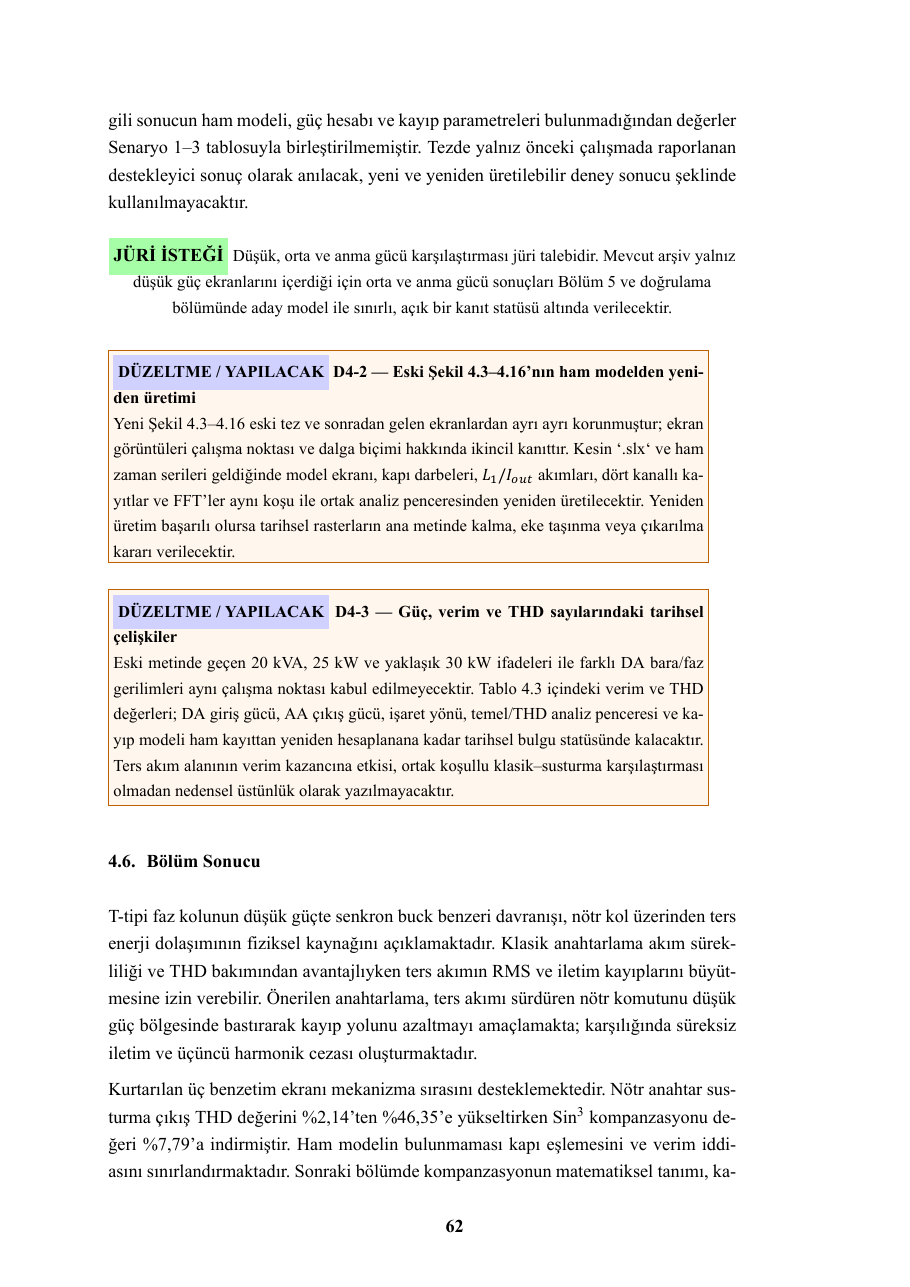 gili sonucun ham modeli, güç hesabı ve kayıp parametreleri bulunmadığından değerler
Senaryo 1–3 tablosuyla birleştirilmemiştir. Tezde yalnız önceki çalışmada raporlanan
destekleyici sonuç olarak anılacak, yeni ve yeniden üretilebilir deney sonucu şeklinde
kullanılmayacaktır.
JÜRİ İSTEĞİ Düşük, orta ve anma gücü karşılaştırması jüri talebidir. Mevcut arşiv yalnız
düşük güç ekranlarını içerdiği için orta ve anma gücü sonuçları Bölüm 5 ve doğrulama
bölümünde aday model ile sınırlı, açık bir kanıt statüsü altında verilecektir.
DÜZELTME / YAPILACAK D4-2 — Eski Şekil 4.3–4.16’nın ham modelden yeni-
den üretimi
Yeni Şekil 4.3–4.16 eski tez ve sonradan gelen ekranlardan ayrı ayrı korunmuştur; ekran
görüntüleri çalışma noktası ve dalga biçimi hakkında ikincil kanıttır. Kesin ‘.slx‘ ve ham
zaman serileri geldiğinde model ekranı, kapı darbeleri, L₁/Iₒᵤₜ akımları, dört kanallı ka-
yıtlar ve FFT’ler aynı koşu ile ortak analiz penceresinden yeniden üretilecektir. Yeniden
üretim başarılı olursa tarihsel rasterların ana metinde kalma, eke taşınma veya çıkarılma
kararı verilecektir.
DÜZELTME / YAPILACAK D4-3 — Güç, verim ve THD sayılarındaki tarihsel
çelişkiler
Eski metinde geçen 20 kVA, 25 kW ve yaklaşık 30 kW ifadeleri ile farklı DA bara/faz
gerilimleri aynı çalışma noktası kabul edilmeyecektir. Tablo 4.3 içindeki verim ve THD
değerleri; DA giriş gücü, AA çıkış gücü, işaret yönü, temel/THD analiz penceresi ve ka-
yıp modeli ham kayıttan yeniden hesaplanana kadar tarihsel bulgu statüsünde kalacaktır.
Ters akım alanının verim kazancına etkisi, ortak koşullu klasik–susturma karşılaştırması
olmadan nedensel üstünlük olarak yazılmayacaktır.
4.6. Bölüm Sonucu
T-tipi faz kolunun düşük güçte senkron buck benzeri davranışı, nötr kol üzerinden ters
enerji dolaşımının fiziksel kaynağını açıklamaktadır. Klasik anahtarlama akım sürek-
liliği ve THD bakımından avantajlıyken ters akımın RMS ve iletim kayıplarını büyüt-
mesine izin verebilir. Önerilen anahtarlama, ters akımı sürdüren nötr komutunu düşük
güç bölgesinde bastırarak kayıp yolunu azaltmayı amaçlamakta; karşılığında süreksiz
iletim ve üçüncü harmonik cezası oluşturmaktadır.
Kurtarılan üç benzetim ekranı mekanizma sırasını desteklemektedir. Nötr anahtar sus-
turma çıkış THD değerini %2,14’ten %46,35’e yükseltirken Sin³ kompanzasyonu de-
ğeri %7,79’a indirmiştir. Ham modelin bulunmaması kapı eşlemesini ve verim iddi-
asını sınırlandırmaktadır. Sonraki bölümde kompanzasyonun matematiksel tanımı, ka-
62